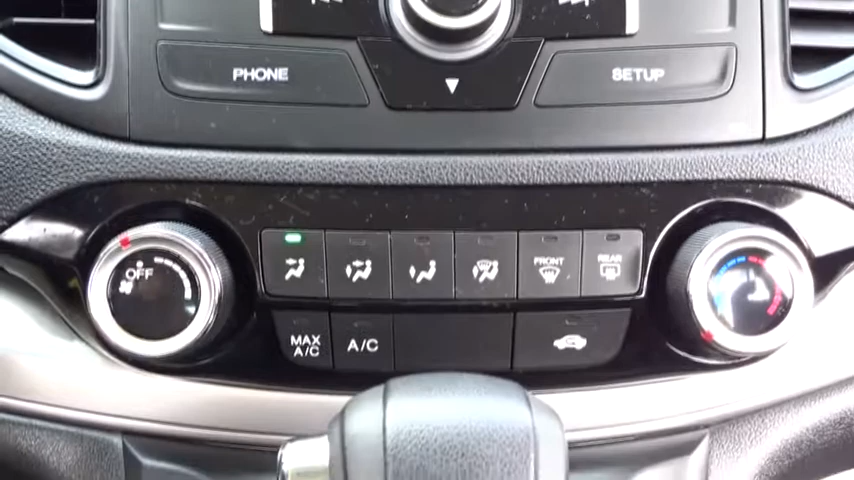 PHONE
SETUP
OFF
FRONT
REAR
MAX
A/C
A/C